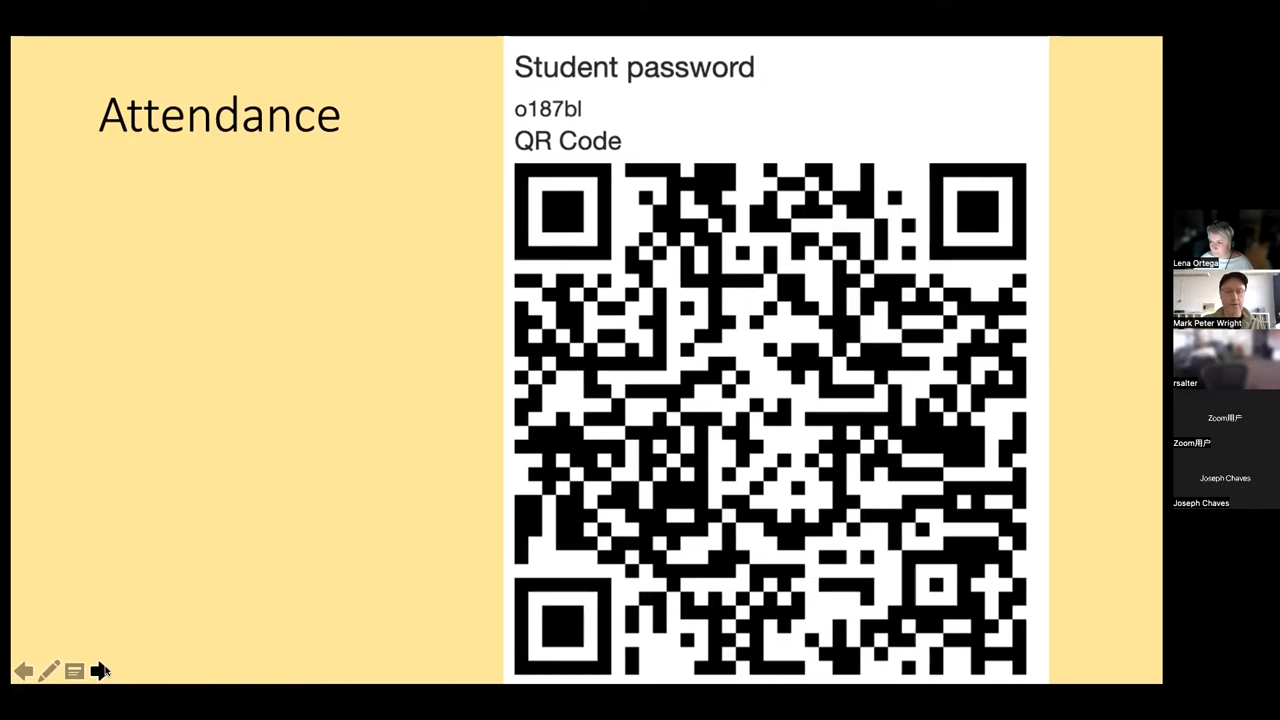 Attendance
Student password
o187bl
QR Code
Lena Ortega
Mark Peter Wright
rsalter
Zoom用户
Zoom用户
Joseph Chaves
Joseph Chaves